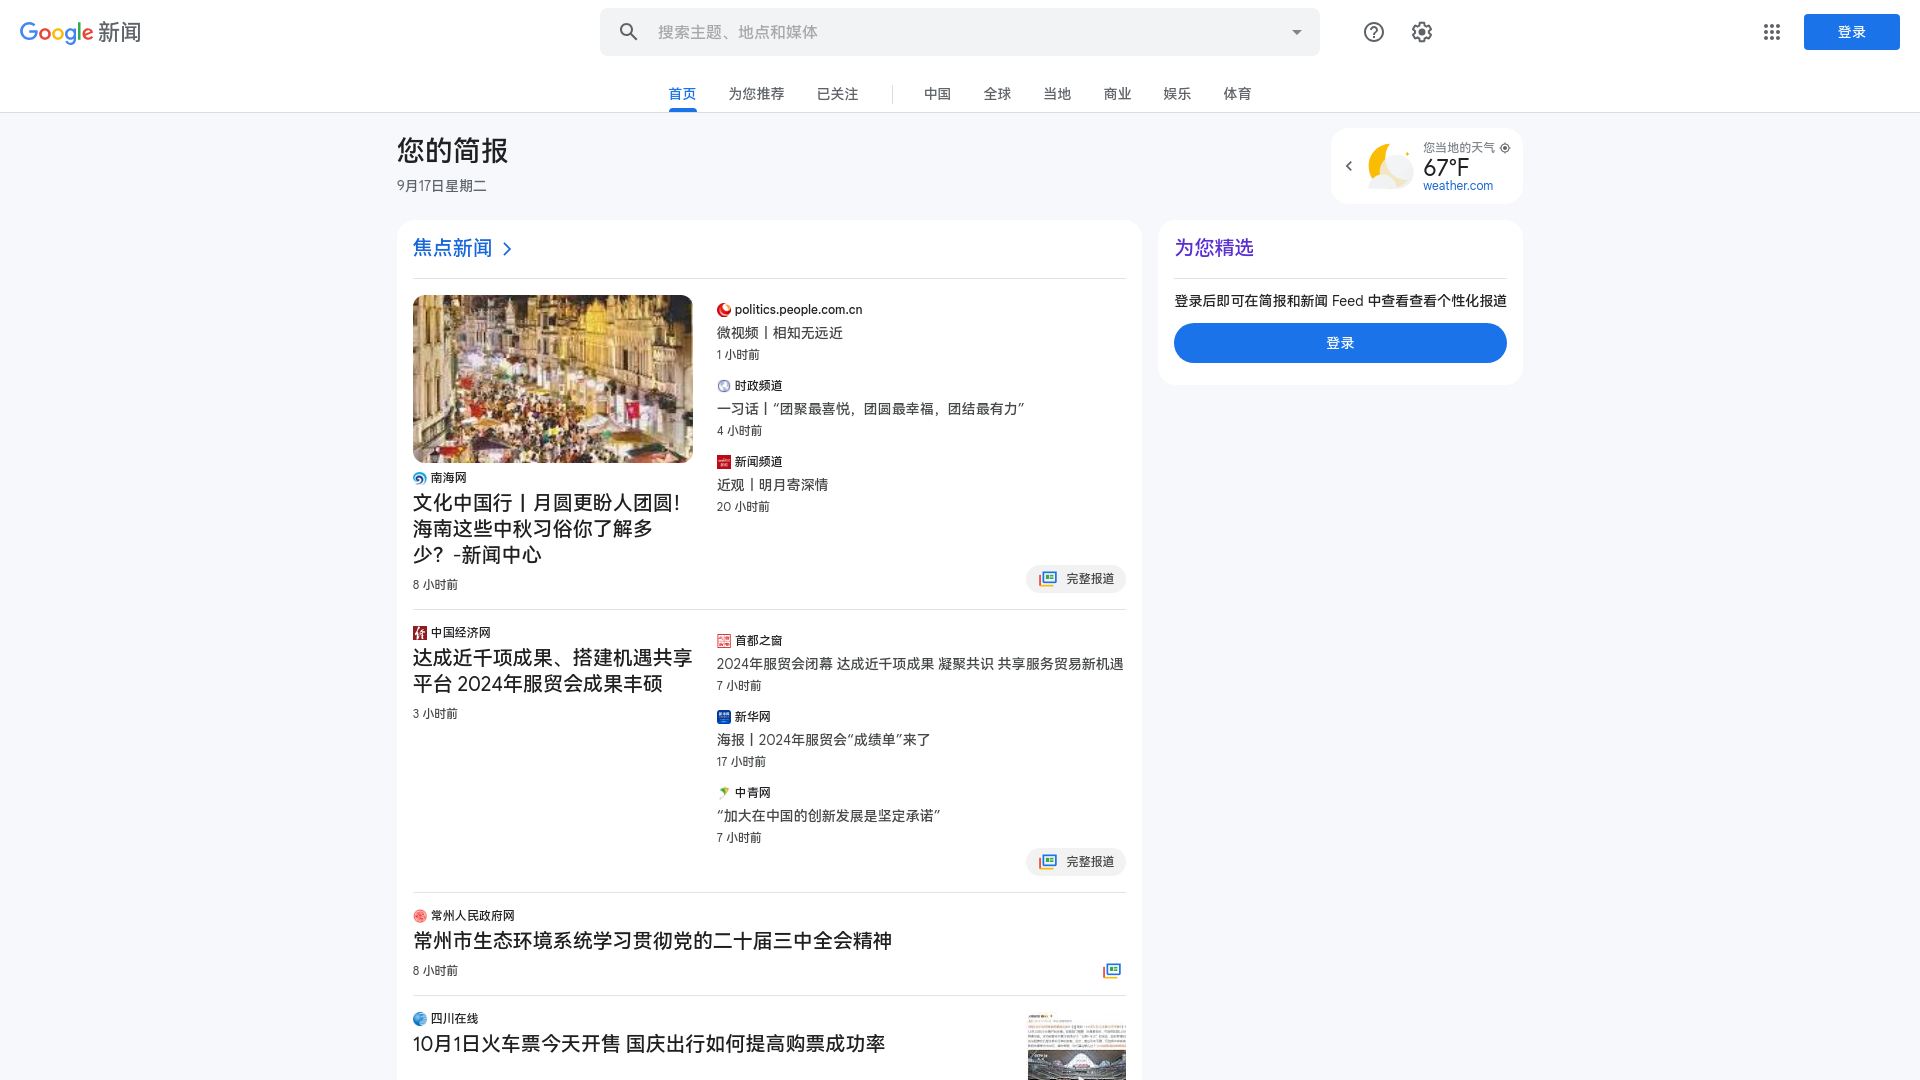 Google 新闻
搜索主题、地点和媒体
登录
首页 为您推荐 已关注 中国 全球 当地 商业 娱乐 体育
您的简报
9月17日星期二
您当地的天气
67°F
weather.com
焦点新闻
南海网
文化中国行丨月圆更盼人团圆！
海南这些中秋习俗你了解多
少？-新闻中心
8 小时前
politics.people.com.cn
微视频丨相知无远近
1 小时前
时政频道
一习话丨“团聚最喜悦，团圆最幸福，团结最有力”
4 小时前
新闻频道
近观丨明月寄深情
20 小时前
完整报道
中国经济网
达成近千项成果、搭建机遇共享
平台 2024年服贸会成果丰硕
3 小时前
首都之窗
2024年服贸会闭幕 达成近千项成果 凝聚共识 共享服务贸易新机遇
7 小时前
新华网
海报丨2024年服贸会“成绩单”来了
17 小时前
中青网
“加大在中国的创新发展是坚定承诺”
7 小时前
完整报道
常州人民政府网
常州市生态环境系统学习贯彻党的二十届三中全会精神
8 小时前
四川在线
10月1日火车票今天开售 国庆出行如何提高购票成功率
为您精选
登录后即可在简报和新闻 Feed 中查看查看个性化报道
登录